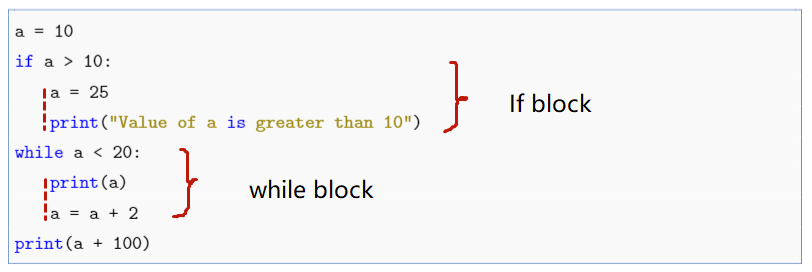 a = 10
if a > 10:
    a = 25
    print("Value of a is greater than 10")
If block
while a < 20:
    print(a)
    a = a + 2
while block
print(a + 100)